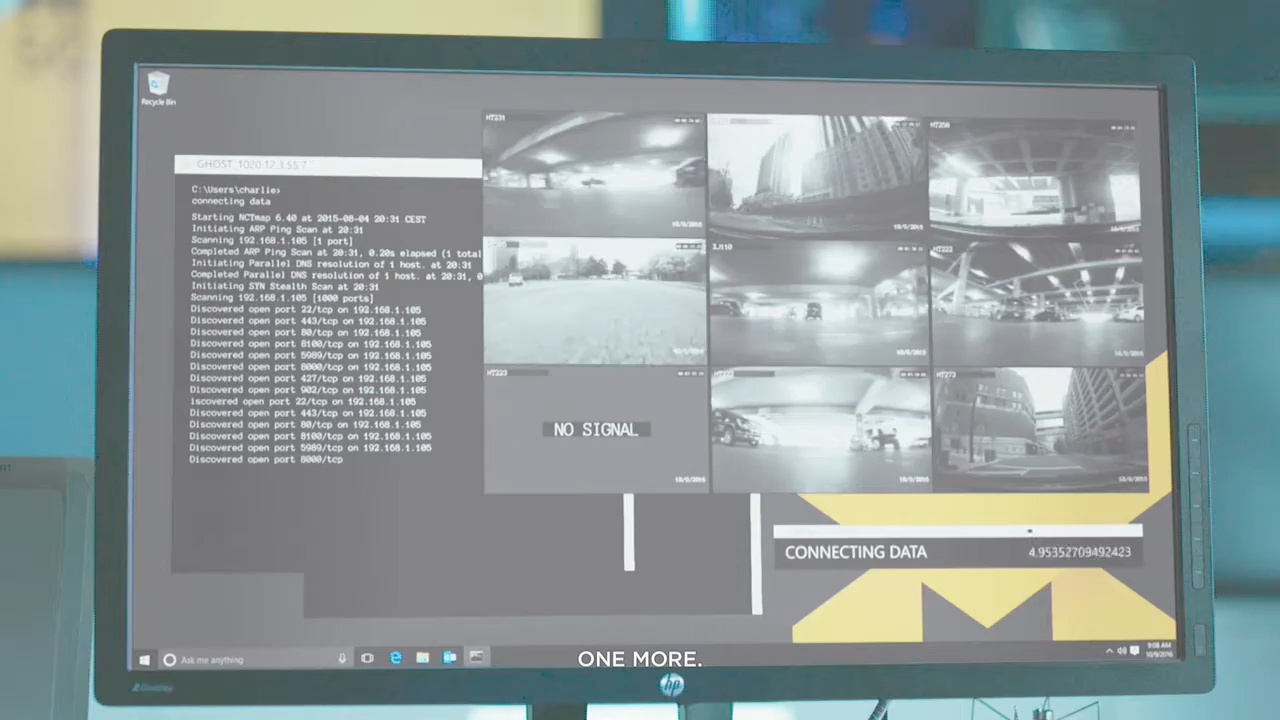 Recycle Bin
GHOST 1020.12.3.55.7
C:\Users\charlie>
connecting data
Starting NCTmap 6.40 at 2015-08-04 20:31 CEST
Initiating ARP Ping Scan at 20:31
Scanning 192.168.1.105 [1 port]
Completed ARP Ping Scan at 20:31, 0.20s elapsed (1 total
Initiating Parallel DNS resolution of 1 host. at 20:31
Completed Parallel DNS resolution of 1 host. at 20:31, 0
Initiating SYN Stealth Scan at 20:31
Scanning 192.168.1.105 [1000 ports]
Discovered open port 22/tcp on 192.168.1.105
Discovered open port 443/tcp on 192.168.1.105
Discovered open port 80/tcp on 192.168.1.105
Discovered open port 8100/tcp on 192.168.1.105
Discovered open port 5989/tcp on 192.168.1.105
Discovered open port 8000/tcp on 192.168.1.105
Discovered open port 427/tcp on 192.168.1.105
Discovered open port 902/tcp on 192.168.1.105
iscovered open port 22/tcp on 192.168.1.105
Discovered open port 443/tcp on 192.168.1.105
Discovered open port 80/tcp on 192.168.1.105
Discovered open port 8100/tcp on 192.168.1.105
Discovered open port 5989/tcp on 192.168.1.105
Discovered open port 8000/tcp
HT231
HT222
HT223
NO SIGNAL
HT273
CONNECTING DATA 4.95352709492423
Ask me anything
9:08 AM
10/9/2016
ONE MORE.
hp